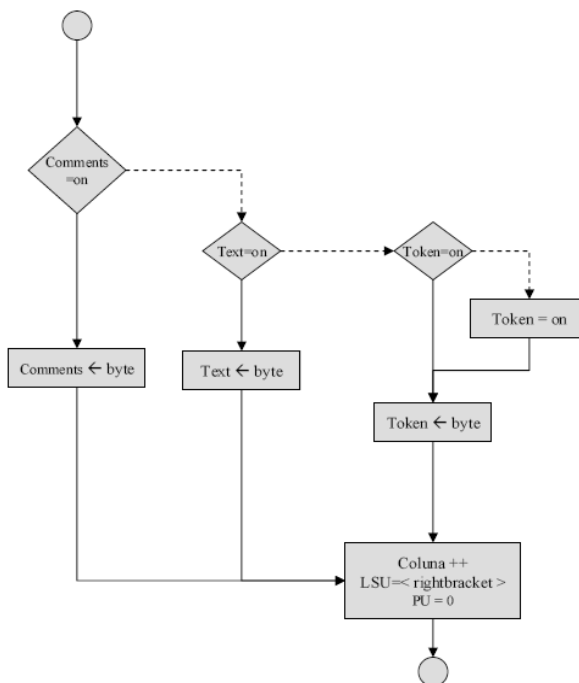 Comments
=on
Text=on
Token=on
Token = on
Comments ← byte
Text ← byte
Token ← byte
Coluna ++
LSU=< rightbracket >
PU = 0